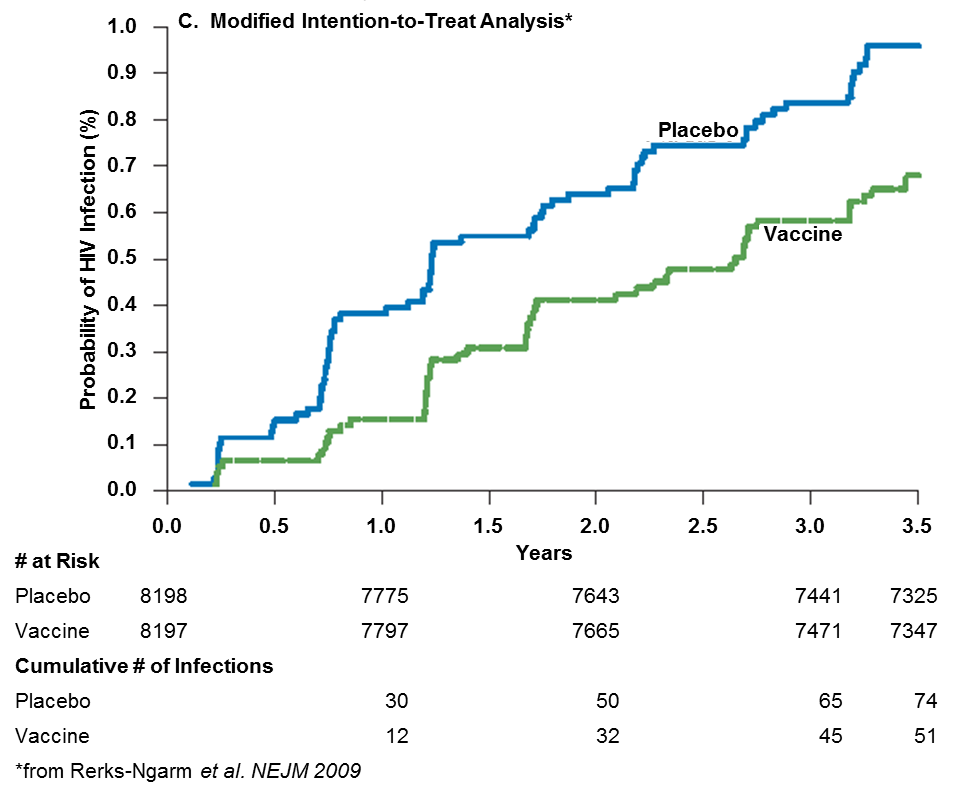 C. Modified Intention-to-Treat Analysis*
Probability of HIV Infection (%)
1.0
0.9
0.8
0.7
0.6
0.5
0.4
0.3
0.2
0.1
0.0
Placebo
Vaccine
0.0 0.5 1.0 1.5 2.0 2.5 3.0 3.5
Years
# at Risk
Placebo 8198 7775 7643 7441 7325
Vaccine 8197 7797 7665 7471 7347
Cumulative # of Infections
Placebo 30 50 65 74
Vaccine 12 32 45 51
*from Rerks-Ngarm et al. NEJM 2009